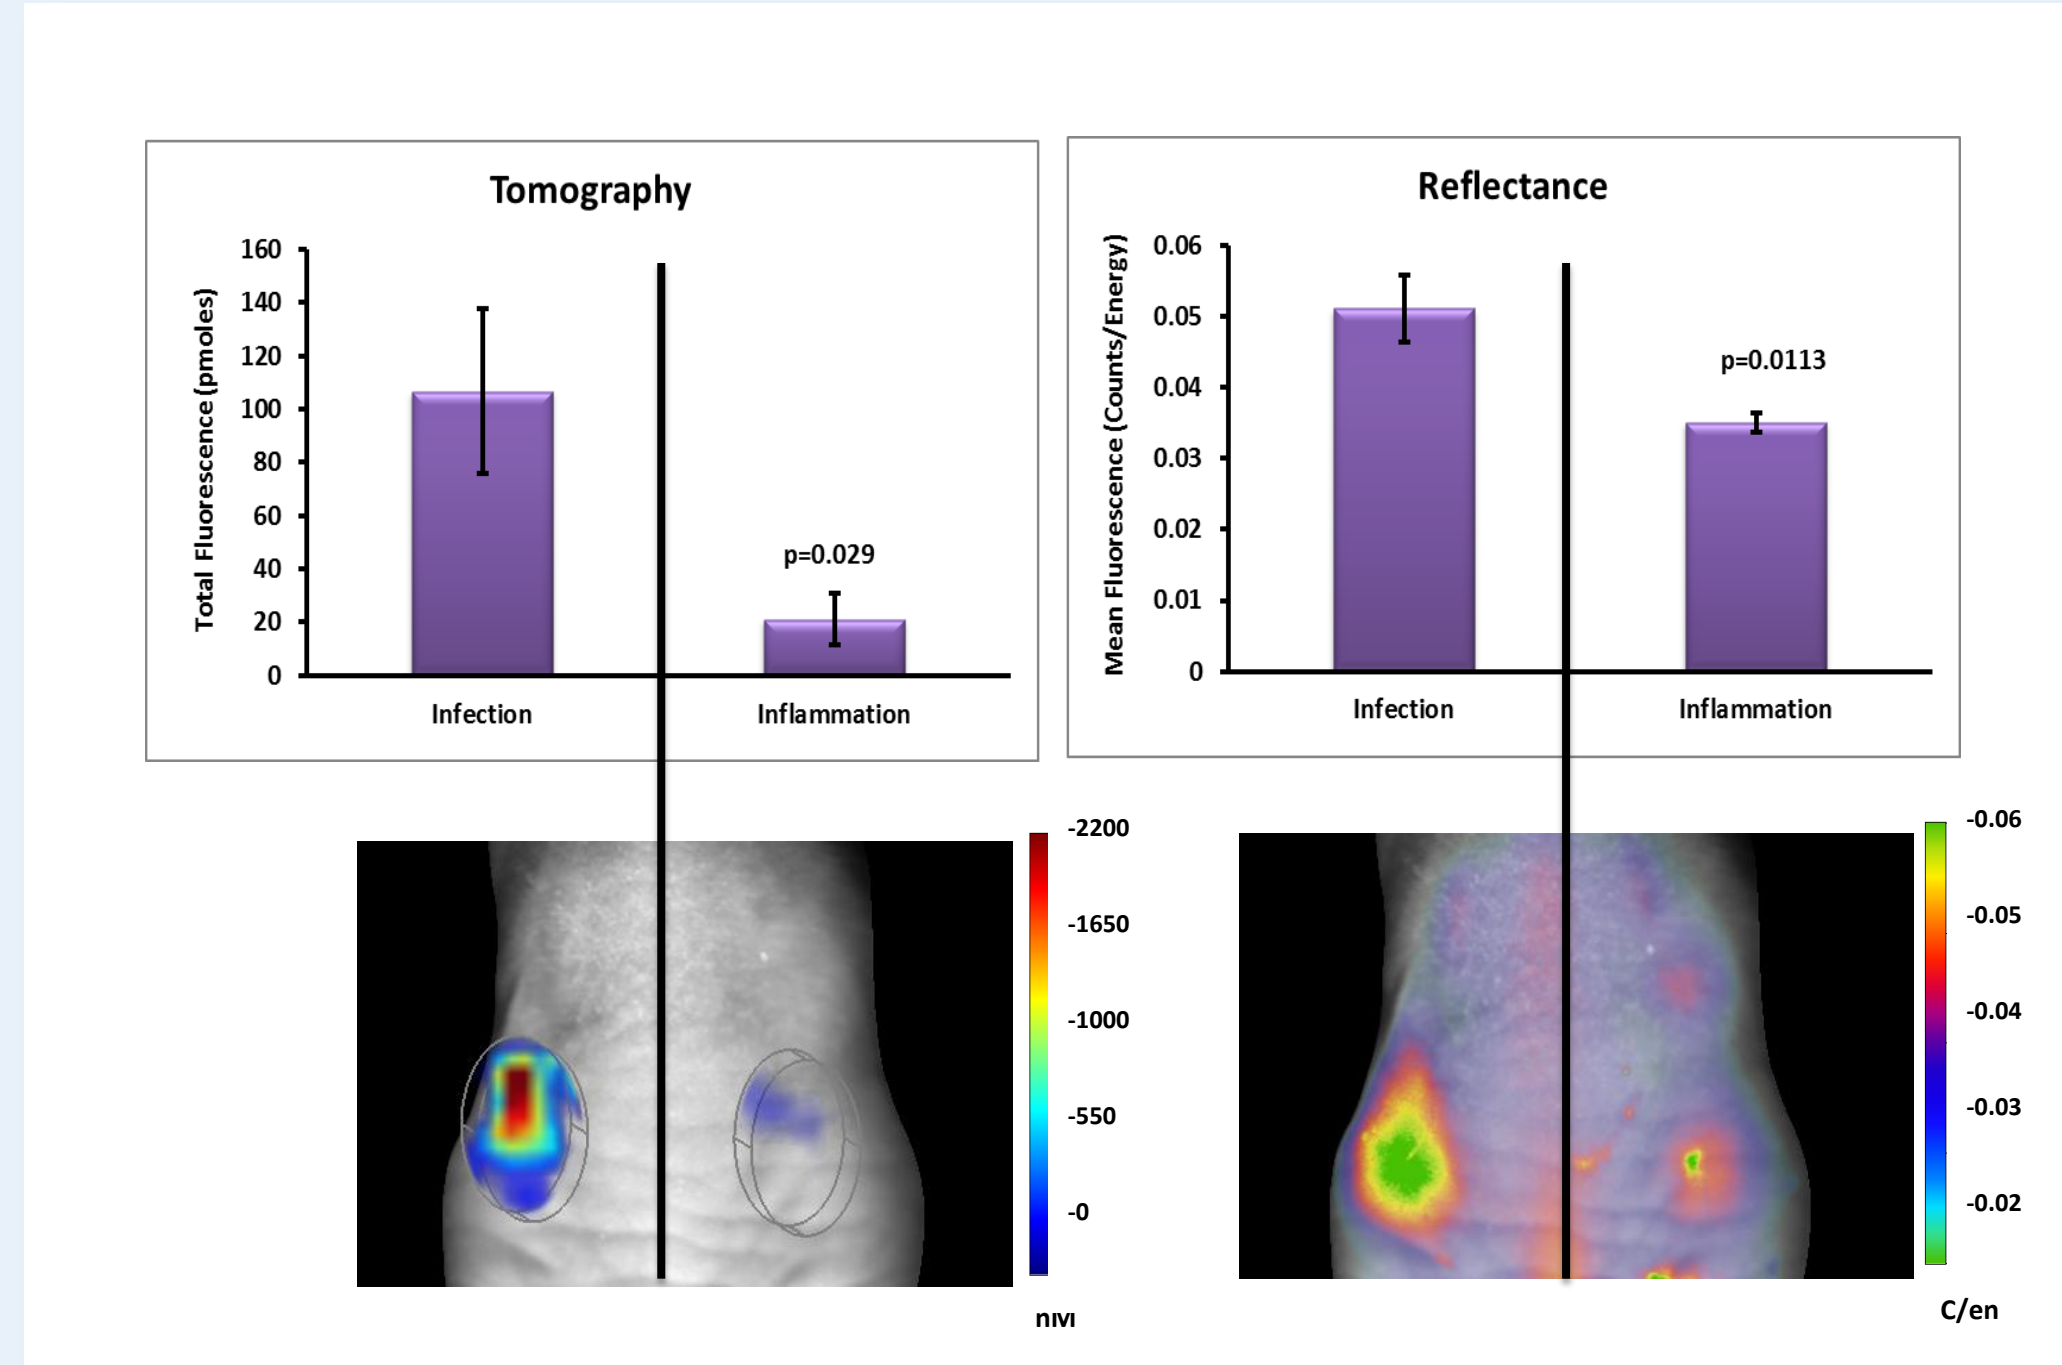 Tomography
Total Fluorescence (pmoles)
160
140
120
100
80
60
40
20
0
p=0.029
Infection
Inflammation
Reflectance
Mean Fluorescence (Counts/Energy)
0.06
0.05
0.04
0.03
0.02
0.01
0
p=0.0113
Infection
Inflammation
-2200
-1650
-1000
-550
-0
-0.06
-0.05
-0.04
-0.03
-0.02
C/en